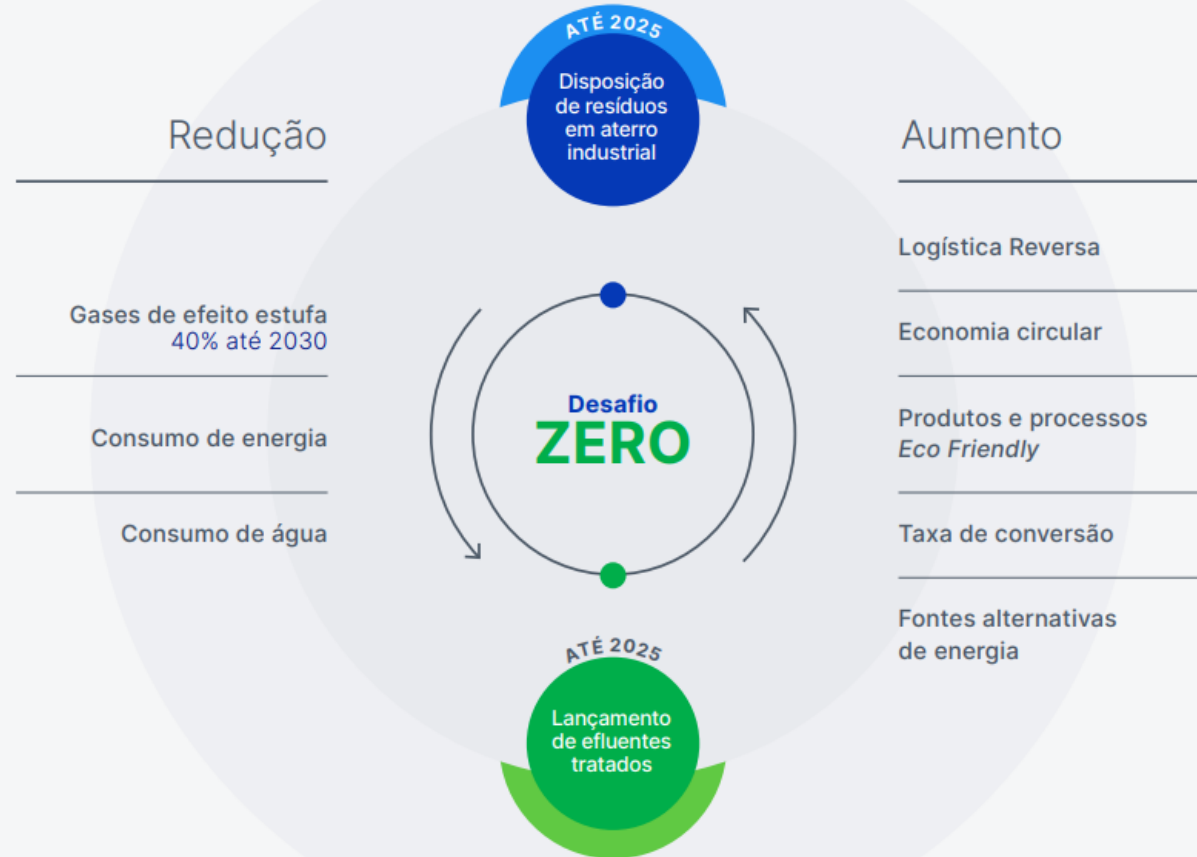 ATÉ 2025
Disposição
de resíduos
em aterro
industrial
Redução
Gases de efeito estufa
40% até 2030
Consumo de energia
Consumo de água
Desafio
ZERO
Aumento
Logística Reversa
Economia circular
Produtos e processos
Eco Friendly
Taxa de conversão
Fontes alternativas
de energia
ATÉ 2025
Lançamento
de efluentes
tratados